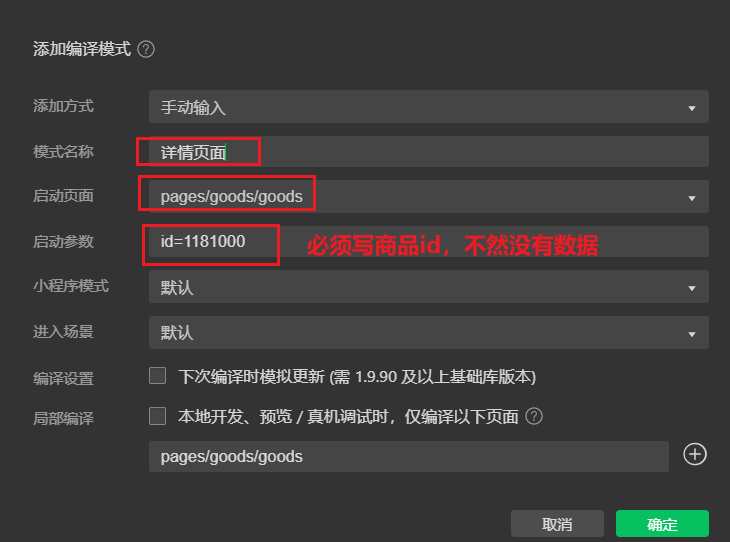 添加编译模式 ?
添加方式 手动输入
模式名称 详情页面
启动页面 pages/goods/goods
启动参数 id=1181000 必须写商品id，不然没有数据
小程序模式 默认
进入场景 默认
编译设置 下次编译时模拟更新 (需 1.9.90 及以上基础库版本)
局部编译 本地开发、预览 / 真机调试时，仅编译以下页面 ?
pages/goods/goods
取消 确定